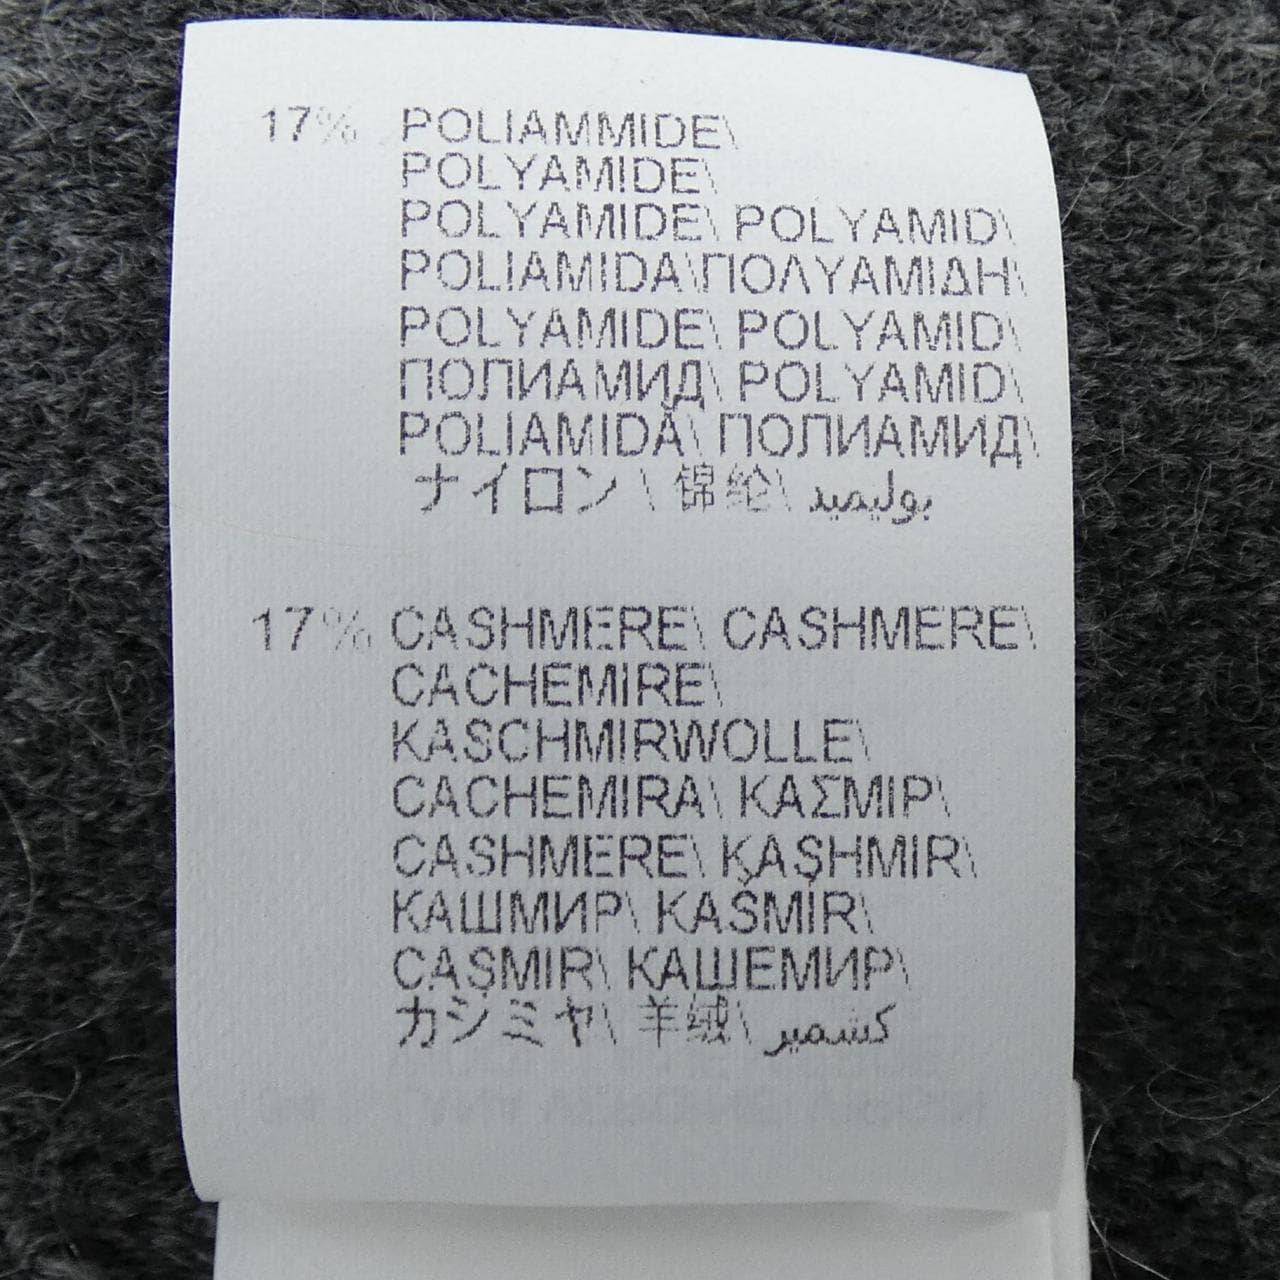 17% POLIAMMIDE\
POLYAMIDE\
POLYAMIDE\ POLYAMID\
POLIAMIDA\ΠΟΛΥΑΜΙΔΗ\
POLYAMIDE\ POLYAMID\
ПОЛИАМИД\ POLYAMID\
POLIAMIDĂ\ ПОЛИАМИД\
ナイロン\ 锦纶\ بوليميد
17% CASHMERE\ CASHMERE\
CACHEMIRE\
KASCHMIRWOLLE\
CACHEMIRA\ ΚΑΣΜΙΡ\
CASHMERE\ KAŞHMIR\
КАШМИР\ KAŠMIR\
CAŞMIR\ КАШЕМИР\
カシミヤ\ 羊绒\ كشمير